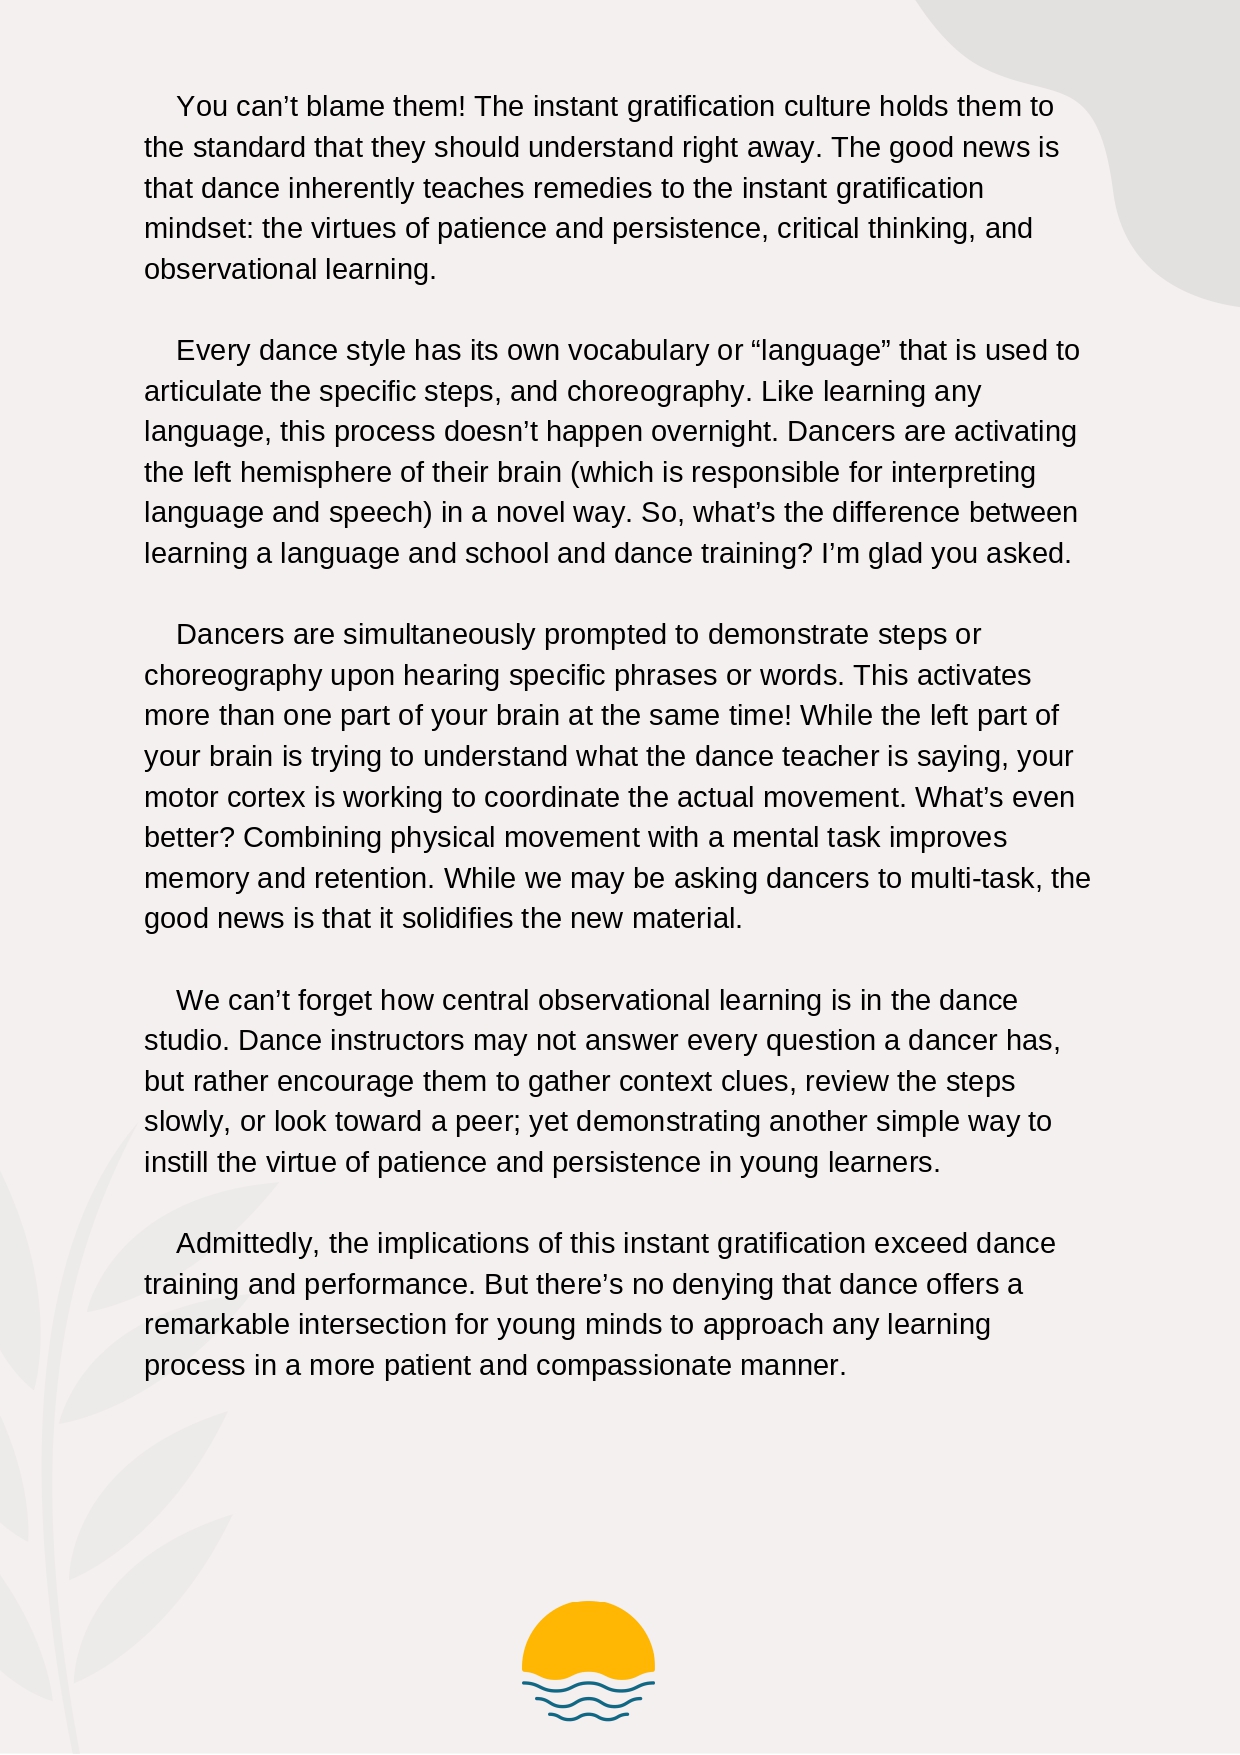 You can’t blame them! The instant gratification culture holds them to
the standard that they should understand right away. The good news is
that dance inherently teaches remedies to the instant gratification
mindset: the virtues of patience and persistence, critical thinking, and
observational learning.
Every dance style has its own vocabulary or “language” that is used to
articulate the specific steps, and choreography. Like learning any
language, this process doesn’t happen overnight. Dancers are activating
the left hemisphere of their brain (which is responsible for interpreting
language and speech) in a novel way. So, what’s the difference between
learning a language and school and dance training? I’m glad you asked.
Dancers are simultaneously prompted to demonstrate steps or
choreography upon hearing specific phrases or words. This activates
more than one part of your brain at the same time! While the left part of
your brain is trying to understand what the dance teacher is saying, your
motor cortex is working to coordinate the actual movement. What’s even
better? Combining physical movement with a mental task improves
memory and retention. While we may be asking dancers to multi-task, the
good news is that it solidifies the new material.
We can’t forget how central observational learning is in the dance
studio. Dance instructors may not answer every question a dancer has,
but rather encourage them to gather context clues, review the steps
slowly, or look toward a peer; yet demonstrating another simple way to
instill the virtue of patience and persistence in young learners.
Admittedly, the implications of this instant gratification exceed dance
training and performance. But there’s no denying that dance offers a
remarkable intersection for young minds to approach any learning
process in a more patient and compassionate manner.